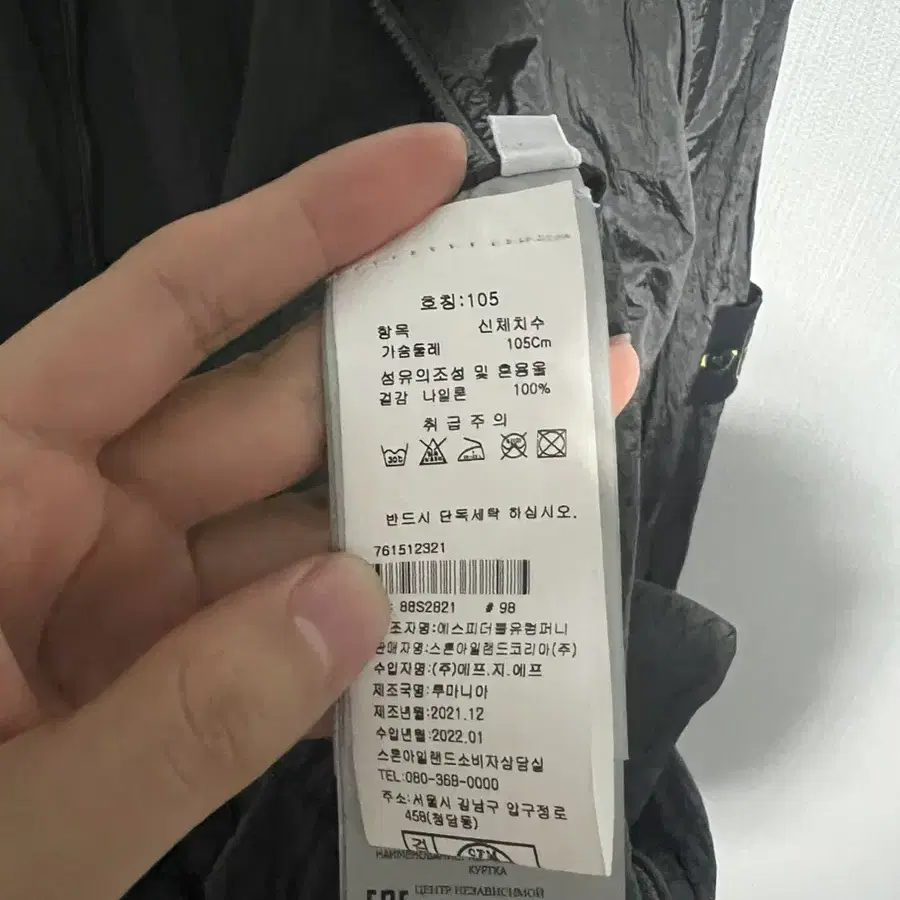 호칭:105
항목 신체치수
가슴둘레 105Cm
섬유의조성 및 혼용율
겉감 나일론 100%
취급주의
30℃
반드시 단독세탁 하십시오.
761512321
88S2821 # 98
조자명:에스피더블유컴퍼니
판매자명:스톤아일랜드코리아(주)
수입자명:(주)에프.지.에프
제조국명:루마니아
제조년월:2021.12
수입년월:2022.01
스톤아일랜드소비자상담실
TEL:080-368-0000
주소:서울시 강남구 압구정로
458(청담동)
검
НАИМЕНОВАНИЕ
КУРТКА
ЦЕНТР НЕЗАВИСИМОЙ